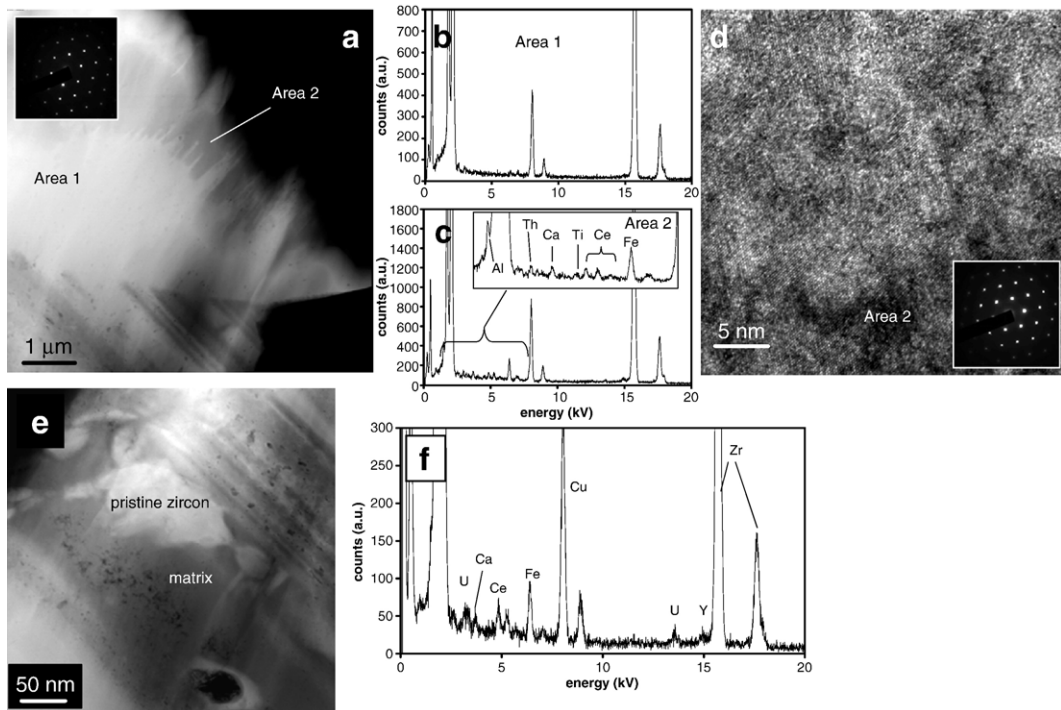 a
Area 2
Area 1
1 μm
b
Area 1
counts (a.u.)
800
700
600
500
400
300
200
100
0
0 5 10 15 20
c
Area 2
Th
Ca
Ti
Ce
Fe
Al
counts (a.u.)
1800
1600
1400
1200
1000
800
600
400
200
0
0 5 10 15 20
energy (kV)
d
Area 2
5 nm
e
pristine zircon
matrix
50 nm
f
Zr
Cu
U
Ca
Ce
Fe
U
Y
counts (a.u.)
300
250
200
150
100
50
0
0 5 10 15 20
energy (kV)